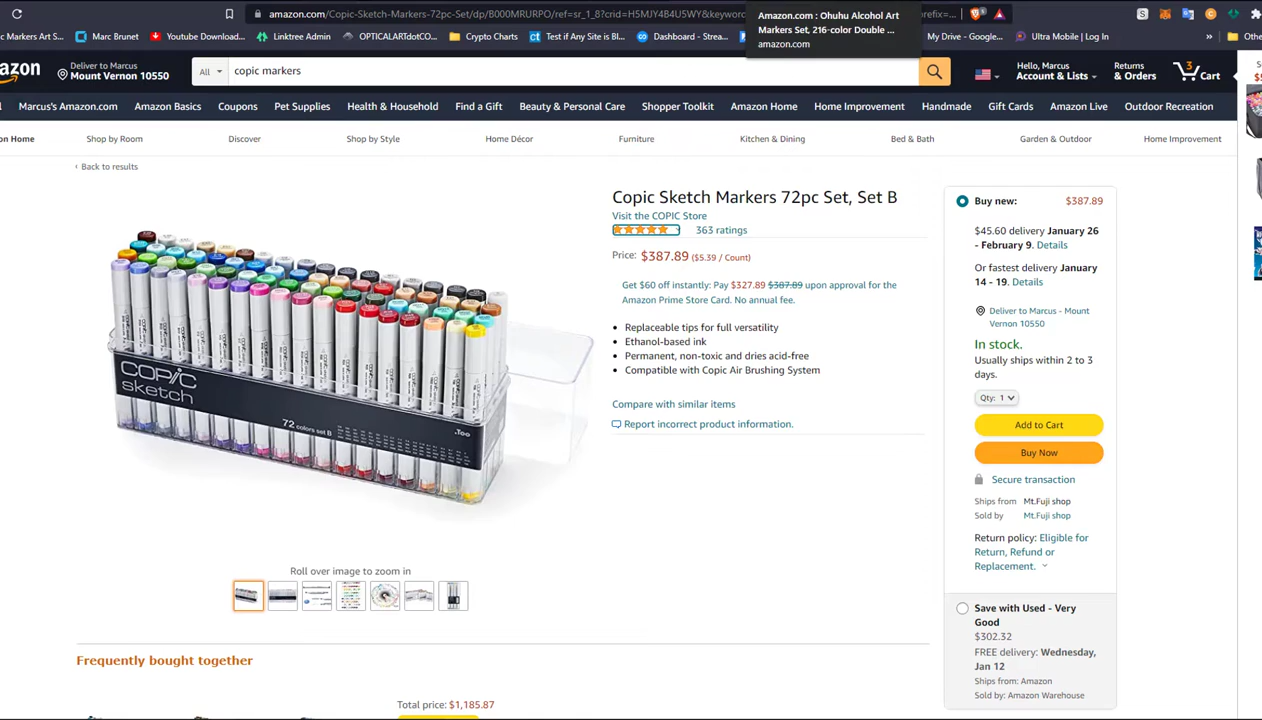 amazon.com/Copic-Sketch-Markers-72pc-Set/dp/B000MRURPO/ref=sr_1_8?crid=H5MJY4B4U5WY&keyword
prefix=...
Amazon.com : Ohuhu Alcohol Art
Markers Set, 216-color Double ...
amazon.com
c Markers Art S...
Marc Brunet
Youtube Download...
Linktree Admin
OPTICALARTdotCO...
Crypto Charts
Test if Any Site is Bl...
Dashboard - Strea...
My Drive - Google...
Ultra Mobile | Log In
»
Othe
azon
Deliver to Marcus
Mount Vernon 10550
All
copic markers
Hello, Marcus
Account & Lists
Returns
& Orders
3
Cart
Marcus's Amazon.com
Amazon Basics
Coupons
Pet Supplies
Health & Household
Find a Gift
Beauty & Personal Care
Shopper Toolkit
Amazon Home
Home Improvement
Handmade
Gift Cards
Amazon Live
Outdoor Recreation
on Home
Shop by Room
Discover
Shop by Style
Home Décor
Furniture
Kitchen & Dining
Bed & Bath
Garden & Outdoor
Home Improvement
‹ Back to results
COPIC
sketch
72 colors set B
.Too
Roll over image to zoom in
Copic Sketch Markers 72pc Set, Set B
Visit the COPIC Store
363 ratings
Price: $387.89 ($5.39 / Count)
Get $60 off instantly: Pay $327.89 $387.89 upon approval for the
Amazon Prime Store Card. No annual fee.
Replaceable tips for full versatility
Ethanol-based ink
Permanent, non-toxic and dries acid-free
Compatible with Copic Air Brushing System
Compare with similar items
Report incorrect product information.
Buy new:
$387.89
$45.60 delivery January 26
- February 9. Details
Or fastest delivery January
14 - 19. Details
Deliver to Marcus - Mount
Vernon 10550
In stock.
Usually ships within 2 to 3
days.
Qty: 1
Add to Cart
Buy Now
Secure transaction
Ships from Mt.Fuji shop
Sold by Mt.Fuji shop
Return policy: Eligible for
Return, Refund or
Replacement.
Save with Used - Very
Good
$302.32
FREE delivery: Wednesday,
Jan 12
Ships from: Amazon
Sold by: Amazon Warehouse
Frequently bought together
Total price: $1,185.87